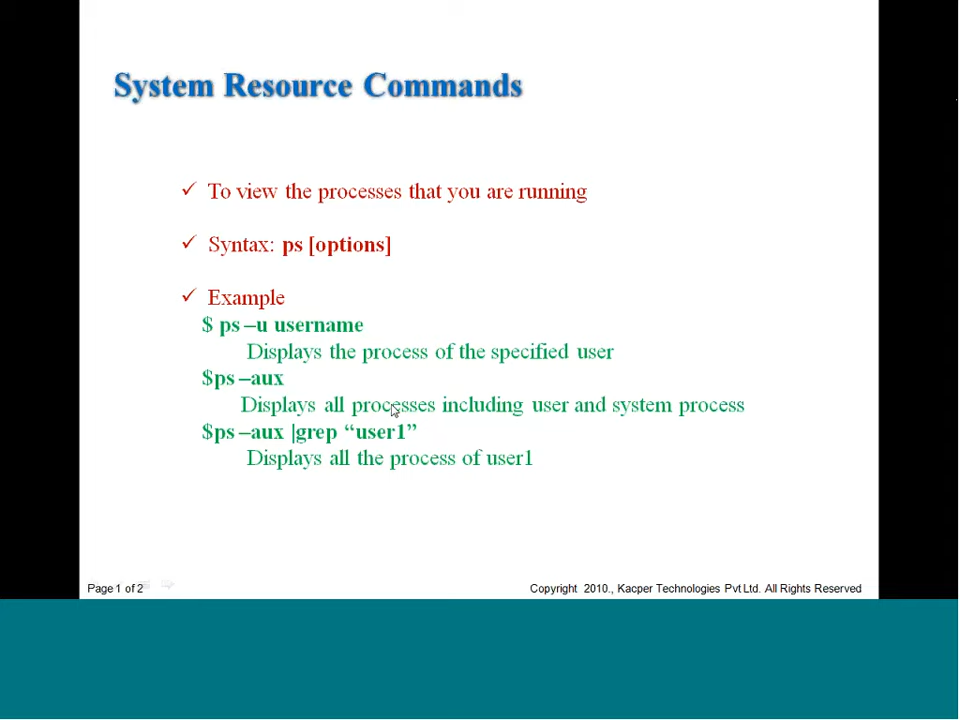 System Resource Commands
✓ To view the processes that you are running
✓ Syntax: ps [options]
✓ Example
$ ps –u username
Displays the process of the specified user
$ps –aux
Displays all processes including user and system process
$ps –aux |grep “user1”
Displays all the process of user1
Page 1 of 2
Copyright 2010., Kacper Technologies Pvt Ltd. All Rights Reserved